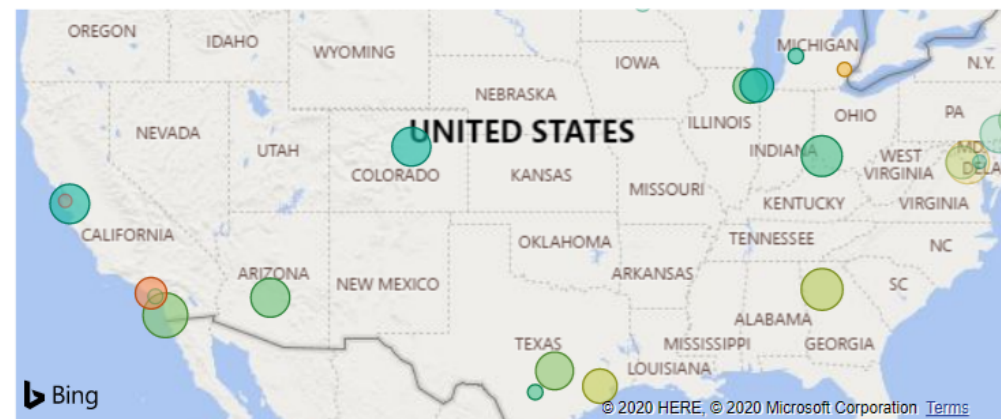 OREGON
IDAHO
WYOMING
IOWA
MICHIGAN
N.Y.
NEBRASKA
NEVADA
UTAH
UNITED STATES
ILLINOIS
OHIO
PA
COLORADO
KANSAS
MISSOURI
INDIANA
WEST
VIRGINIA
MD
DELA
KENTUCKY
VIRGINIA
CALIFORNIA
OKLAHOMA
TENNESSEE
NC
ARIZONA
NEW MEXICO
ARKANSAS
SC
ALABAMA
TEXAS
MISSISSIPPI
GEORGIA
LOUISIANA
Bing
© 2020 HERE, © 2020 Microsoft Corporation Terms